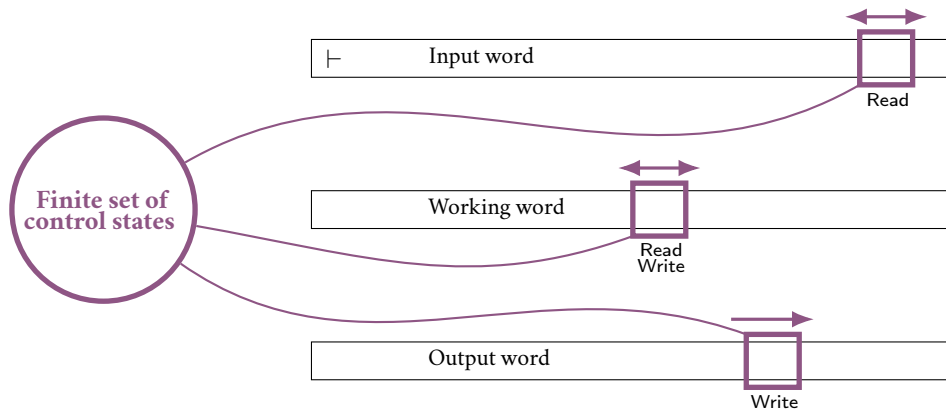 ⊢ Input word
Read
Finite set of
control states
Working word
Read
Write
Output word
Write